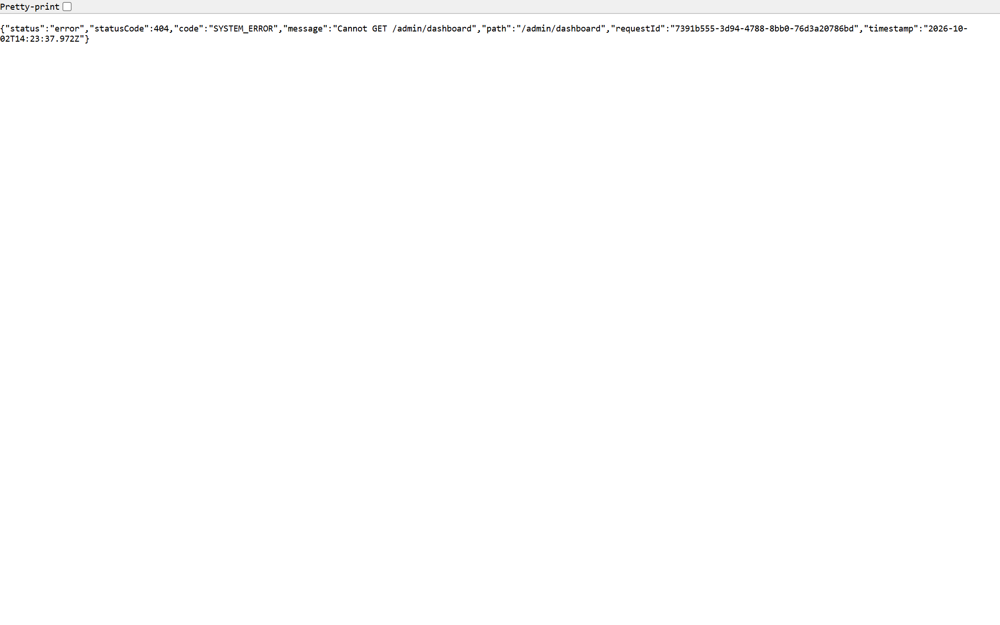 Pretty-print
{"status":"error","statusCode":404,"code":"SYSTEM_ERROR","message":"Cannot GET /admin/dashboard","path":"/admin/dashboard","requestId":"7391b555-3d94-4788-8bb0-76d3a20786bd","timestamp":"2026-10-
02T14:23:37.972Z"}